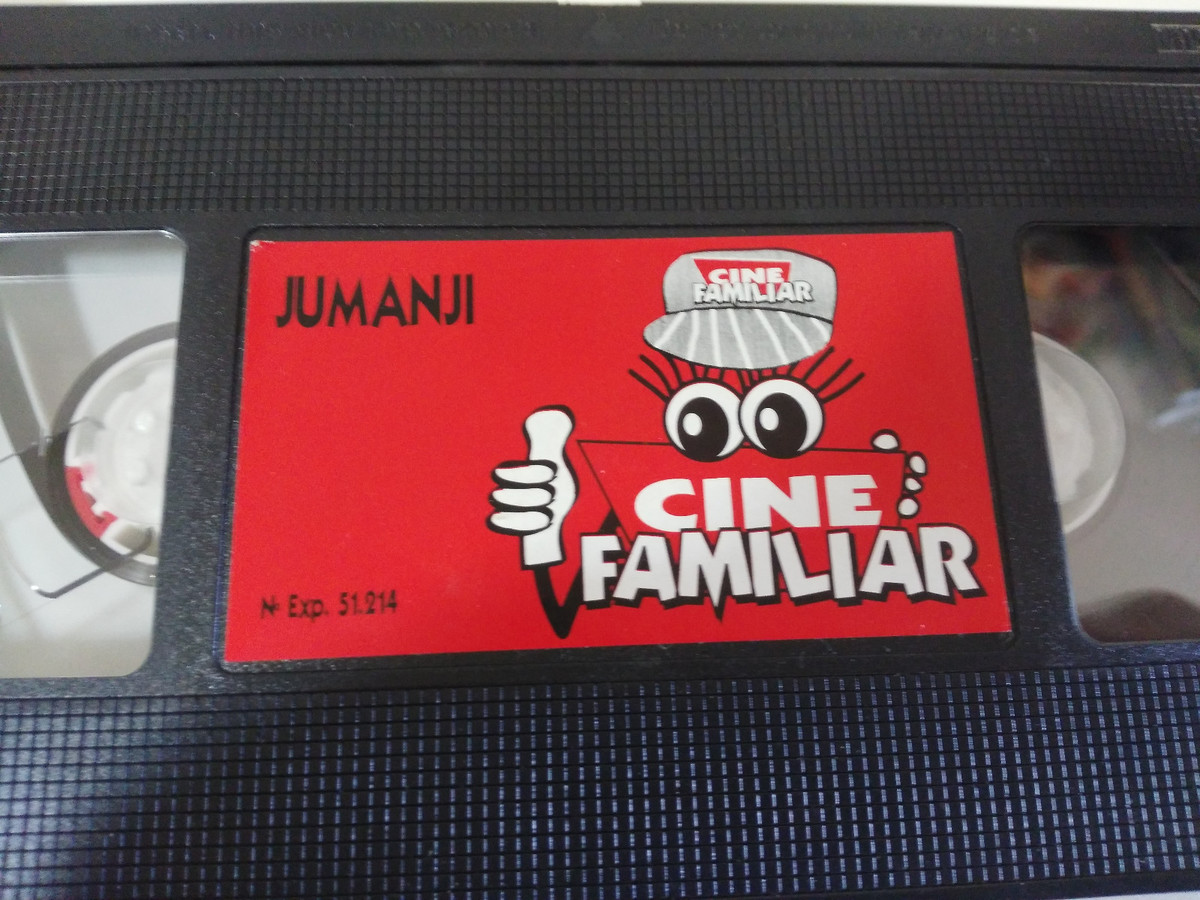 JUMANJI
CINE
FAMILIAR
CINE
FAMILIAR
Nº Exp. 51.214